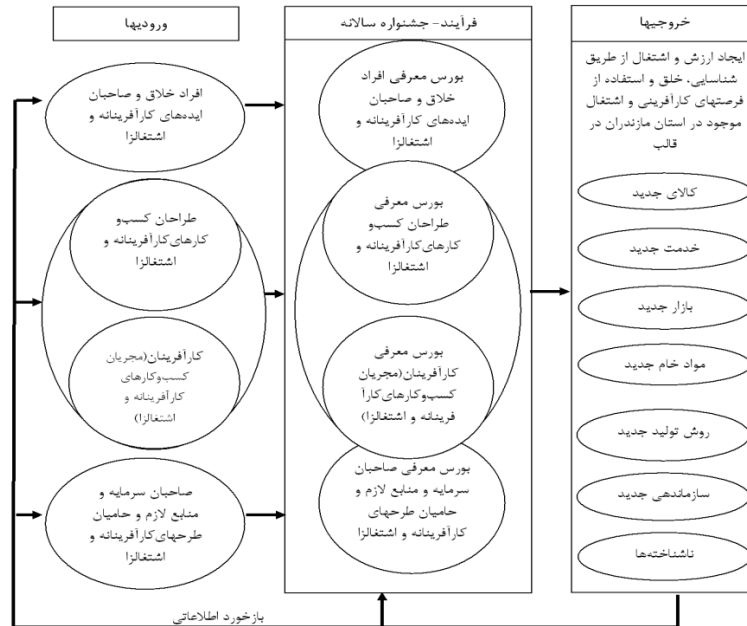 ورودیها
فرآیند- جشنواره سالانه
خروجیها
افراد خلاق و صاحبان
ایده‌های کارآفرینانه و
اشتغالزا
طراحان کسب‌و
کارهای‌کارآفرینانه و
اشتغالزا
کارآفرینان(مجریان
کسب‌وکارهای
کارآفرینانه و
اشتغالزا)
صاحبان سرمایه و
منابع لازم و حامیان
طرحهای‌کارآفرینانه و
اشتغالزا
بورس معرفی افراد
خلاق و صاحبان
ایده‌های کارآفرینانه و
اشتغالزا
بورس معرفی
طراحان کسب‌و
کارهای‌کارآفرینانه و
اشتغالزا
بورس معرفی
کارآفرینان(مجریان
کسب‌وکارهای‌کارآ
فرینانه و اشتغالزا)
بورس معرفی صاحبان
سرمایه و منابع لازم و
حامیان طرحهای
کارآفرینانه و اشتغالزا
ایجاد ارزش و اشتغال از طریق
شناسایی، خلق و استفاده از
فرصتهای کارآفرینی و اشتغال
موجود در استان مازندران در
قالب
کالای جدید
خدمت جدید
بازار جدید
مواد خام جدید
روش تولید جدید
سازماندهی جدید
ناشناخته‌ها
بازخورد اطلاعاتی